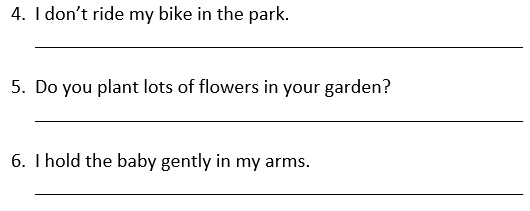 4. I don’t ride my bike in the park.
5. Do you plant lots of flowers in your garden?
6. I hold the baby gently in my arms.